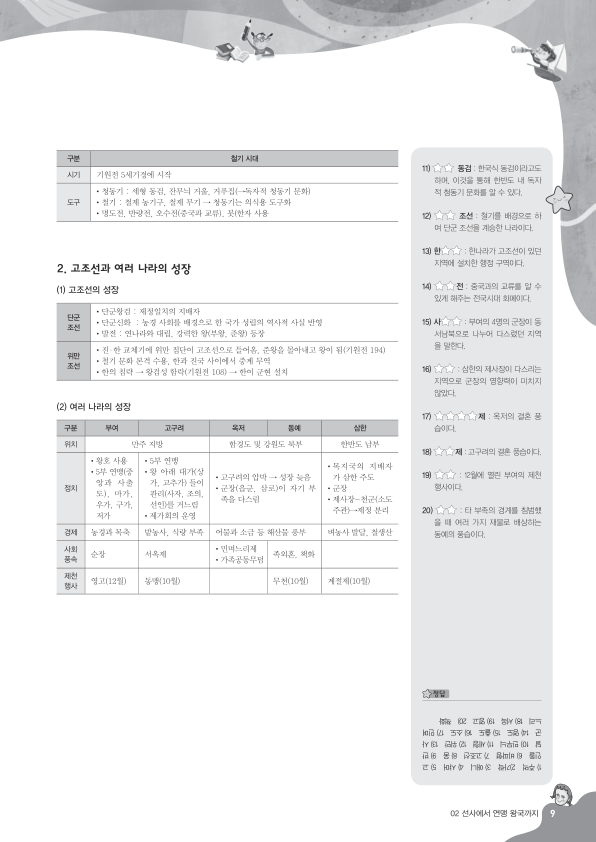 구분 철기 시대
시기 기원전 5세기경에 시작
도구
• 청동기 : 세형 동검, 잔무늬 거울, 거푸집(→독자적 청동기 문화)
• 철기 : 철제 농기구, 철제 무기 → 청동기는 의식용 도구화
• 명도전, 반량전, 오수전(중국과 교류), 붓(한자 사용
2. 고조선과 여러 나라의 성장
(1) 고조선의 성장
단군
조선
• 단군왕검 : 제정일치의 지배자
• 단군신화 : 농경 사회를 배경으로 한 국가 성립의 역사적 사실 반영
• 발전 : 연나라와 대립, 강력한 왕(부왕, 준왕) 등장
위만
조선
• 진·한 교체기에 위만 집단이 고조선으로 들어옴, 준왕을 몰아내고 왕이 됨(기원전 194)
• 철기 문화 본격 수용, 한과 진국 사이에서 중계 무역
• 한의 침략 → 왕검성 함락(기원전 108) → 한이 군현 설치
(2) 여러 나라의 성장
구분 부여 고구려 옥저 동예 삼한
위치 만주 지방 함경도 및 강원도 북부 한반도 남부
정치
• 왕호 사용
• 5부 연맹(중
앙과 사출
도), 마가,
우가, 구가,
저가
• 5부 연맹
• 왕 아래 대가(상
가, 고추가) 들이
관리(사자, 조의,
선인)를 거느림
• 제가회의 운영
• 고구려의 압박 → 성장 늦음
• 군장(읍군, 삼로)이 자기 부
족을 다스림
• 목지국의 지배자
가 삼한 주도
• 군장
• 제사장-천군(소도
주관)→제정 분리
경제 농경과 목축 밭농사, 식량 부족 어물과 소금 등 해산물 풍부 벼농사 발달, 철생산
사회
풍속
순장 서옥제
• 민며느리제
• 가족공동무덤
족외혼, 책화
제천
행사
영고(12월) 동맹(10월) 무천(10월) 계절제(10월)
11) ☆☆ 동검 : 한국식 동검이라고도
하며, 이것을 통해 한반도 내 독자
적 청동기 문화를 알 수 있다.
12) ☆☆ 조선 : 철기를 배경으로 하
여 단군 조선을 계승한 나라이다.
13) 한☆☆ : 한나라가 고조선이 있던
지역에 설치한 행정 구역이다.
14) ☆☆전 : 중국과의 교류를 알 수
있게 해주는 전국시대 화폐이다.
15) 사☆☆ : 부여의 4명의 군장이 동
서남북으로 나누어 다스렸던 지역
을 말한다.
16) ☆☆ : 삼한의 제사장이 다스리는
지역으로 군장의 영향력이 미치지
않았다.
17) ☆☆☆☆제 : 옥저의 결혼 풍
습이다.
18) ☆☆제 : 고구려의 결혼 풍습이다.
19) ☆☆ : 12월에 열린 부여의 제천
행사이다.
20) ☆☆ : 타 부족의 경계를 침범했
을 때 여러 가지 재물로 배상하는
동예의 풍습이다.
정답
02 선사에서 연맹 왕국까지 9